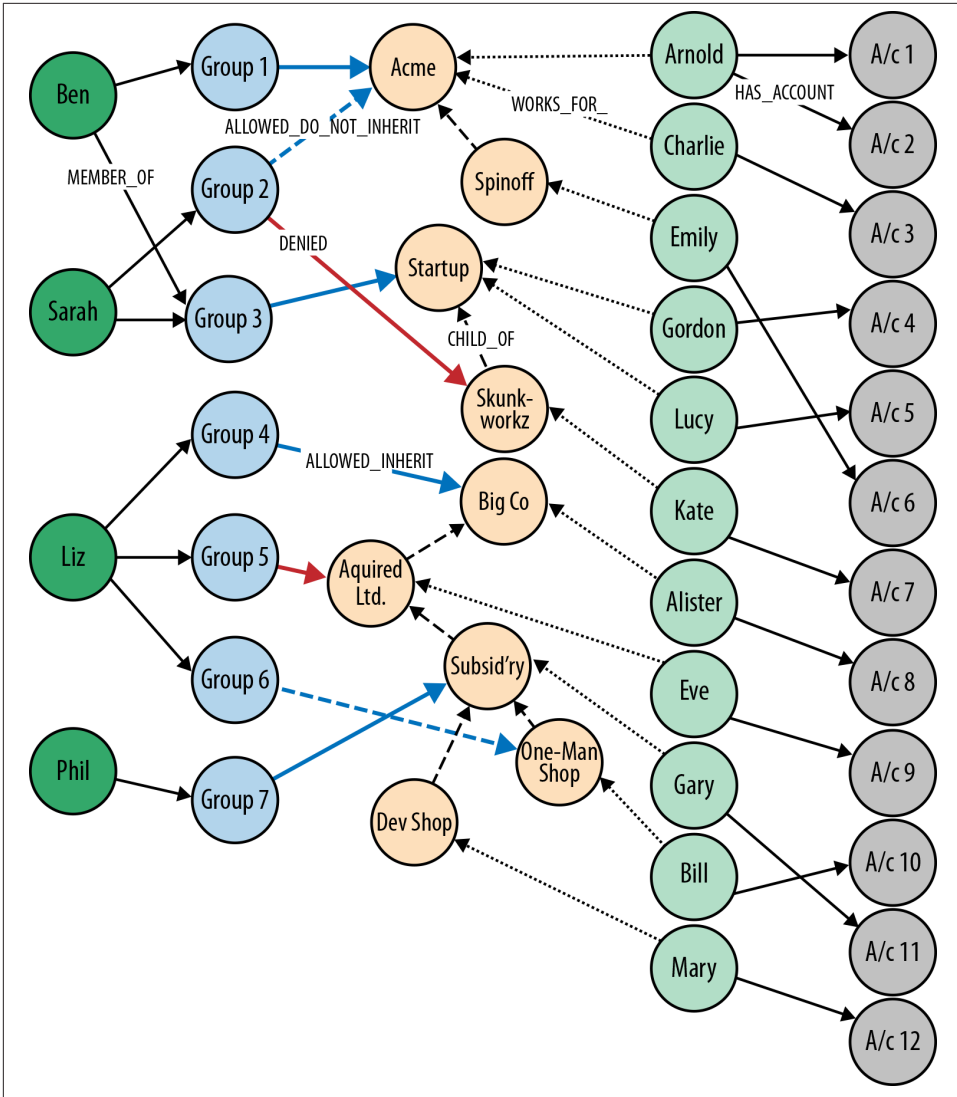 Ben
Sarah
Liz
Phil
MEMBER_OF
Group 1
Group 2
Group 3
Group 4
Group 5
Group 6
Group 7
ALLOWED_DO_NOT_INHERIT
DENIED
ALLOWED_INHERIT
Acme
Spinoff
Startup
CHILD_OF
Skunk-
workz
Big Co
Aquired
Ltd.
Subsid'ry
One-Man
Shop
Dev Shop
WORKS_FOR_
Arnold
Charlie
Emily
Gordon
Lucy
Kate
Alister
Eve
Gary
Bill
Mary
HAS_ACCOUNT
A/c 1
A/c 2
A/c 3
A/c 4
A/c 5
A/c 6
A/c 7
A/c 8
A/c 9
A/c 10
A/c 11
A/c 12